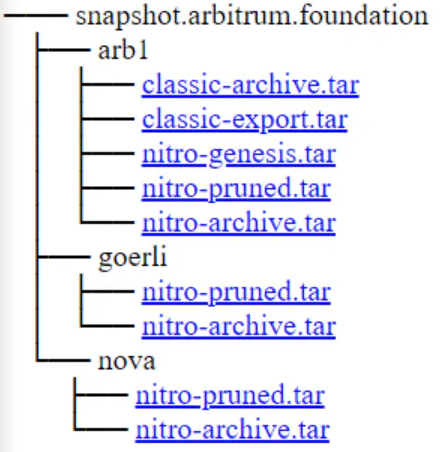 snapshot.arbitrum.foundation
arb1
classic-archive.tar
classic-export.tar
nitro-genesis.tar
nitro-pruned.tar
nitro-archive.tar
goerli
nitro-pruned.tar
nitro-archive.tar
nova
nitro-pruned.tar
nitro-archive.tar